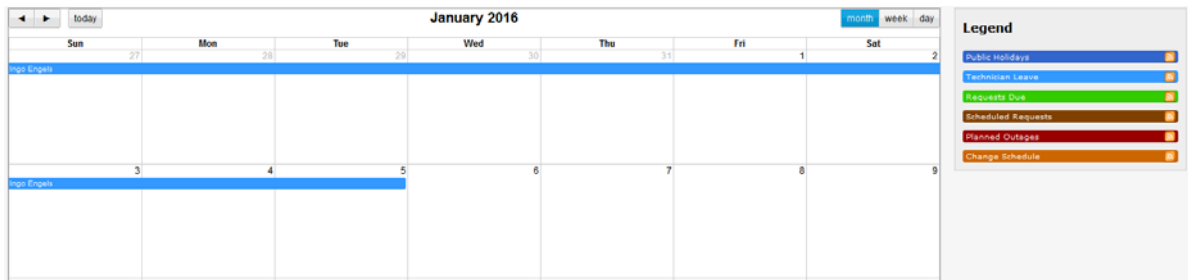 today January 2016 month week day
Sun Mon Tue Wed Thu Fri Sat
27 28 29 30 31 1 2
Ingo Engels
3 4 5 6 7 8 9
Ingo Engels
Legend
Public Holidays
Technician Leave
Requests Due
Scheduled Requests
Planned Outages
Change Schedule